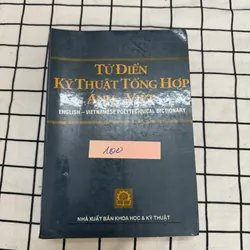 TỪ ĐIỂN
KỸ THUẬT TỔNG HỢP
ANH - VIỆT
ENGLISH - VIETNAMESE POLYTECHNICAL DICTIONARY
100
NHÀ XUẤT BẢN KHOA HỌC & KỸ THUẬT